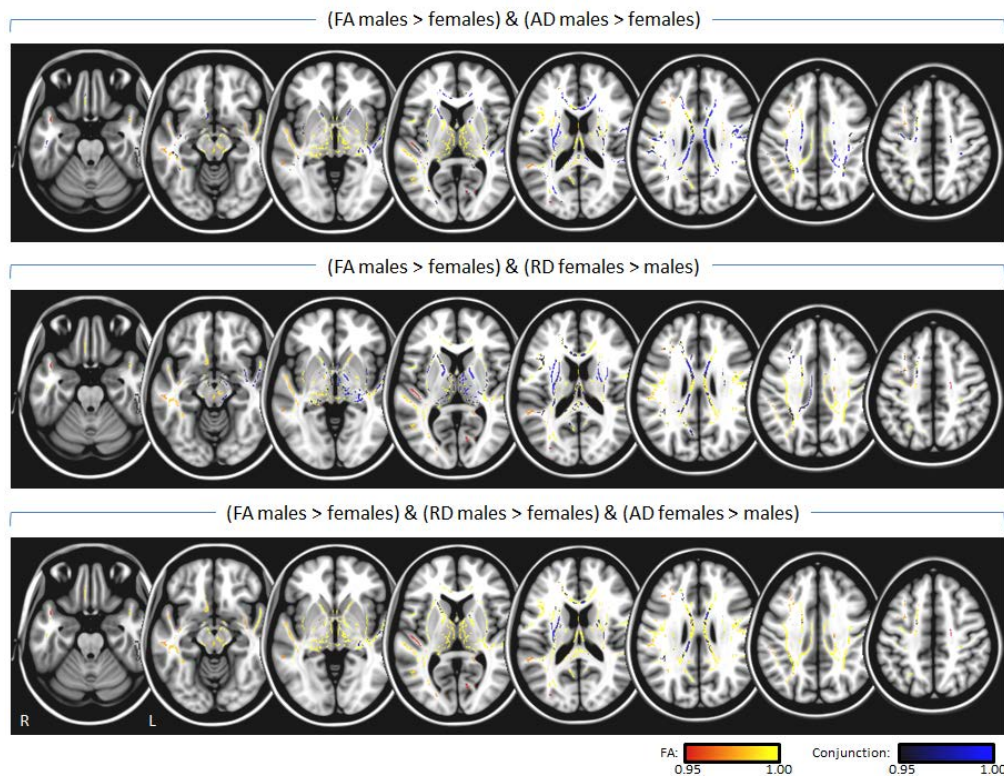 (FA males > females) & (AD males > females)
(FA males > females) & (RD females > males)
(FA males > females) & (RD males > females) & (AD females > males)
R L
FA: Conjunction:
0.95 1.00 0.95 1.00